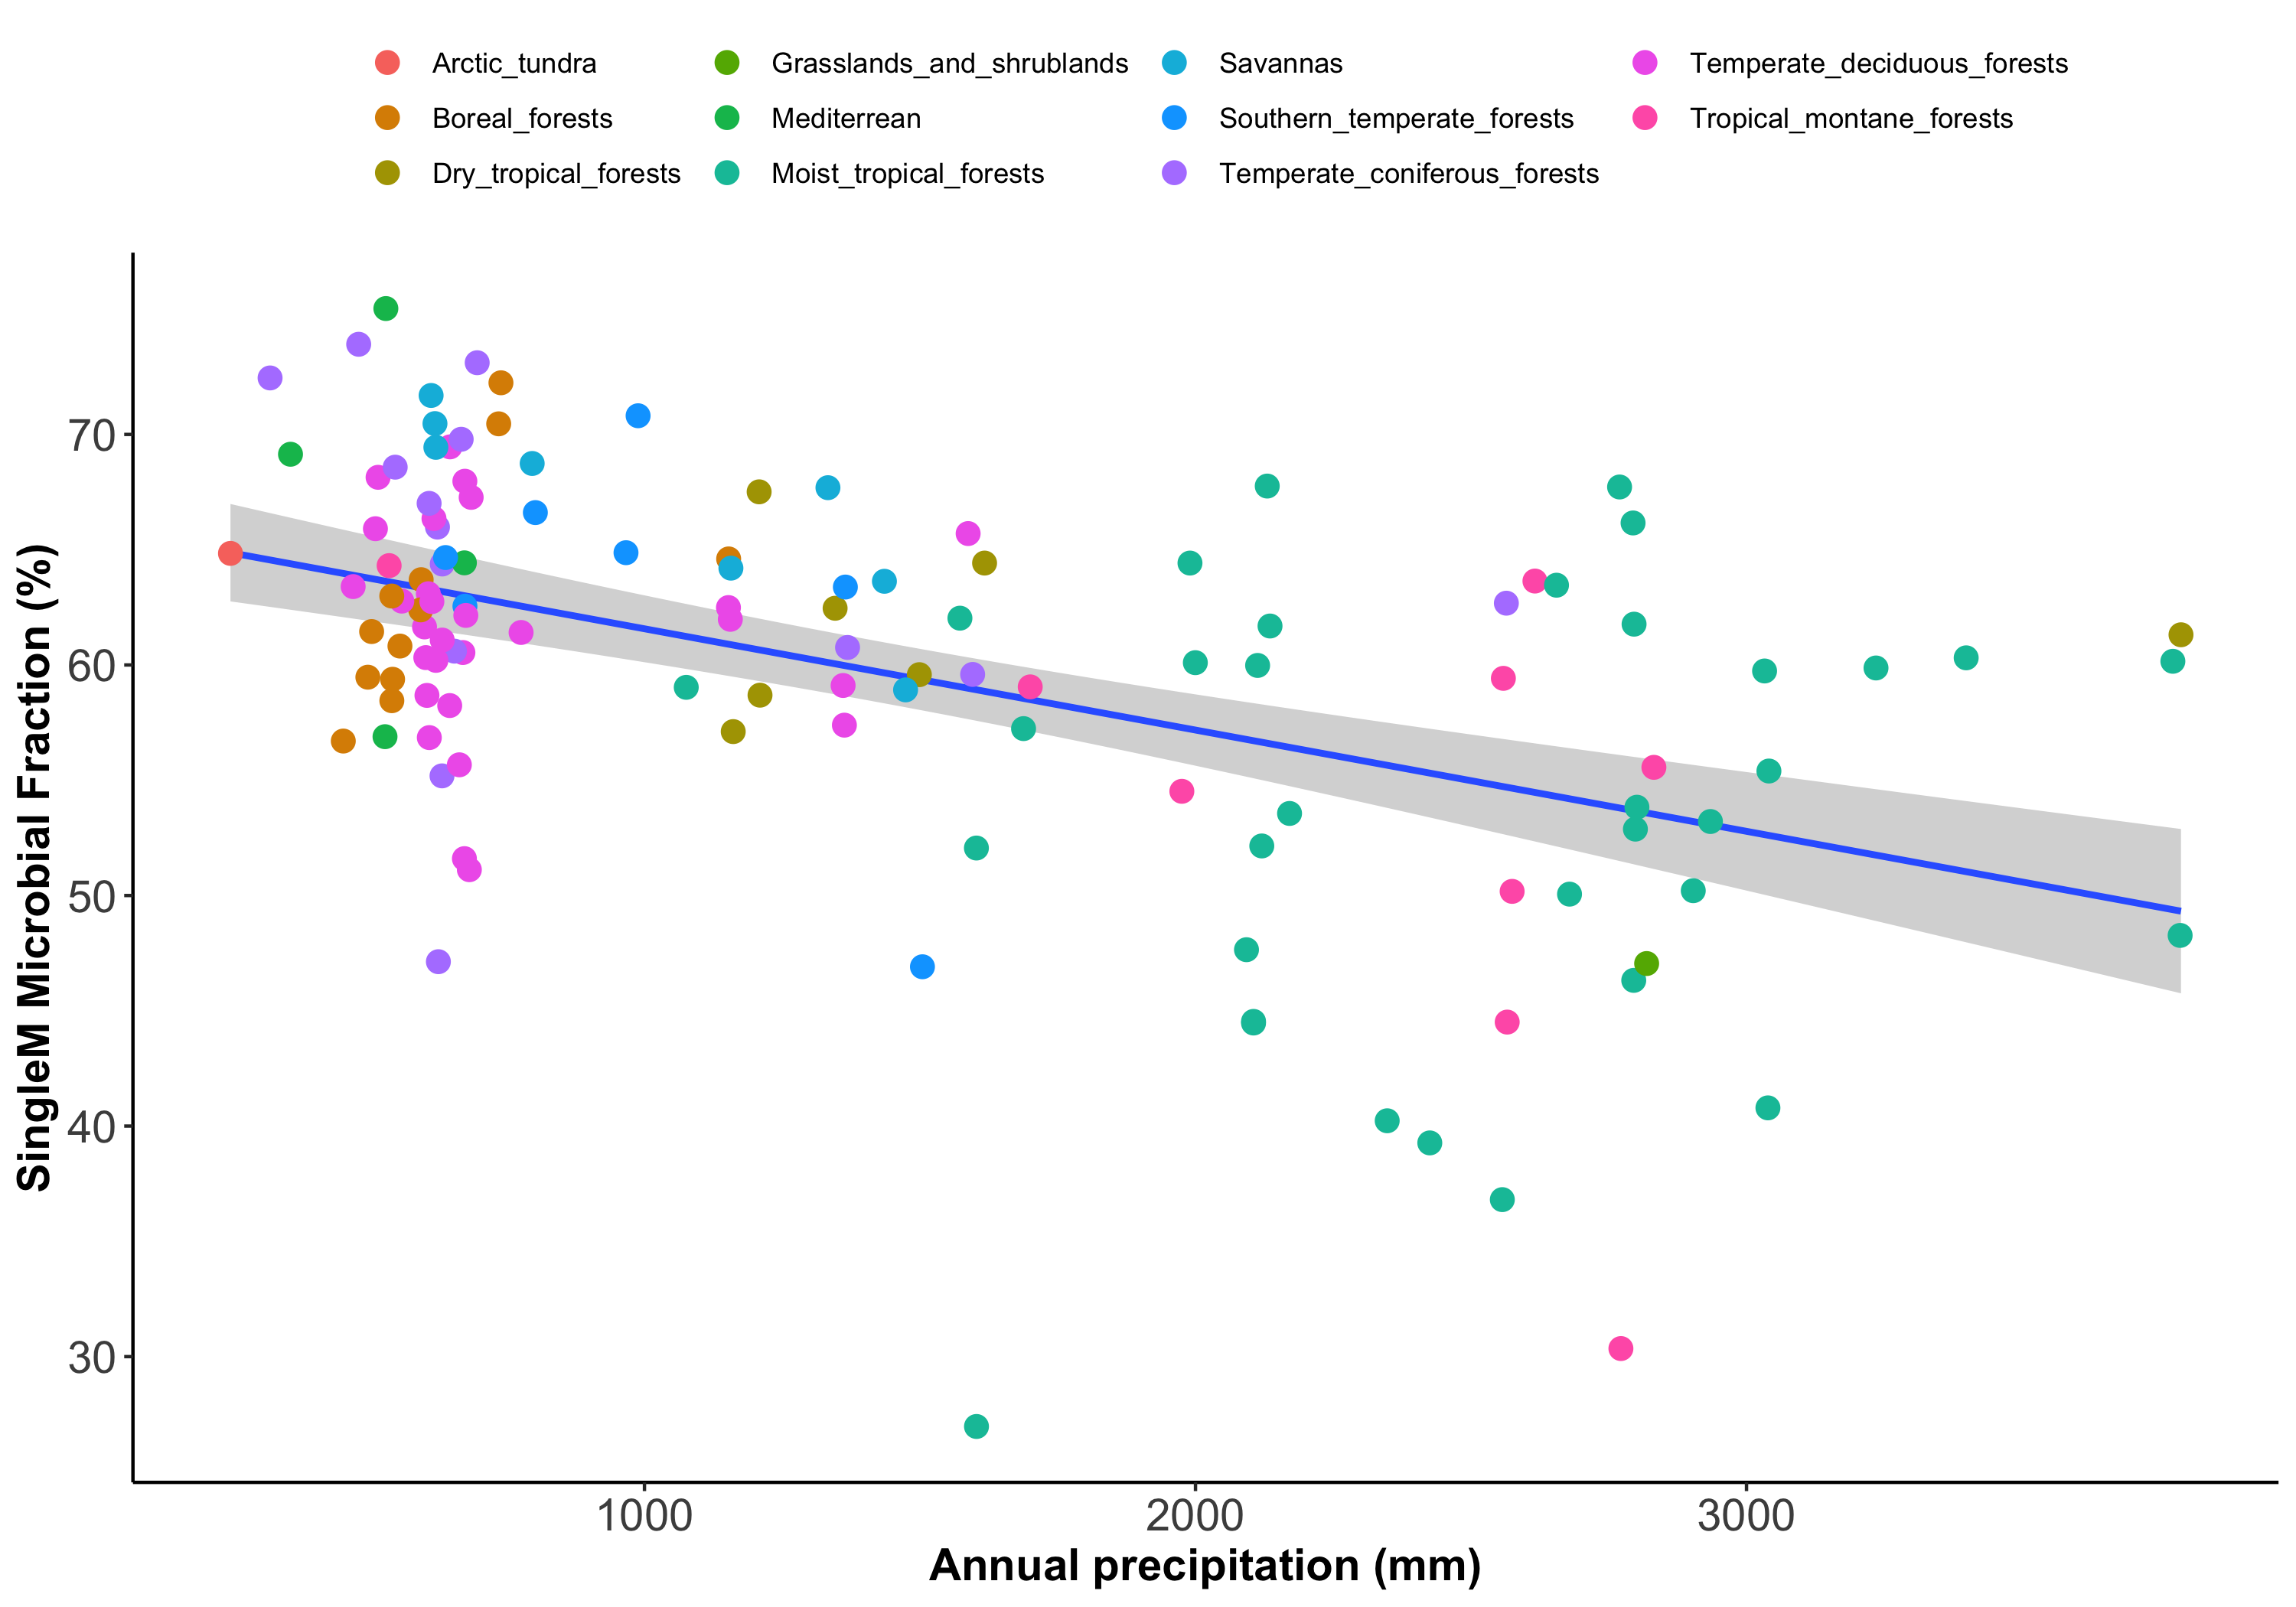 Arctic_tundra
Boreal_forests
Dry_tropical_forests
Grasslands_and_shrublands
Mediterrean
Moist_tropical_forests
Savannas
Southern_temperate_forests
Temperate_coniferous_forests
Temperate_deciduous_forests
Tropical_montane_forests
SingleM Microbial Fraction (%)
70
60
50
40
30
1000
2000
3000
Annual precipitation (mm)